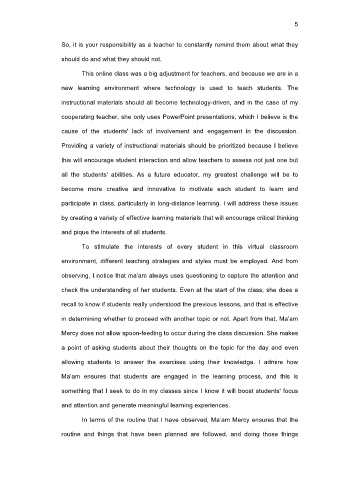 5
So, it is your responsibility as a teacher to constantly remind them about what they
should do and what they should not.
This online class was a big adjustment for teachers, and because we are in a
new learning environment where technology is used to teach students. The
instructional materials should all become technology-driven, and in the case of my
cooperating teacher, she only uses PowerPoint presentations, which I believe is the
cause of the students' lack of involvement and engagement in the discussion.
Providing a variety of instructional materials should be prioritized because I believe
this will encourage student interaction and allow teachers to assess not just one but
all the students' abilities. As a future educator, my greatest challenge will be to
become more creative and innovative to motivate each student to learn and
participate in class, particularly in long-distance learning. I will address these issues
by creating a variety of effective learning materials that will encourage critical thinking
and pique the interests of all students.
To stimulate the interests of every student in this virtual classroom
environment, different teaching strategies and styles must be employed. And from
observing, I notice that ma'am always uses questioning to capture the attention and
check the understanding of her students. Even at the start of the class, she does a
recall to know if students really understood the previous lessons, and that is effective
in determining whether to proceed with another topic or not. Apart from that, Ma'am
Mercy does not allow spoon-feeding to occur during the class discussion. She makes
a point of asking students about their thoughts on the topic for the day and even
allowing students to answer the exercises using their knowledge. I admire how
Ma'am ensures that students are engaged in the learning process, and this is
something that I seek to do in my classes since I know it will boost students' focus
and attention and generate meaningful learning experiences.
In terms of the routine that I have observed, Ma'am Mercy ensures that the
routine and things that have been planned are followed, and doing those things